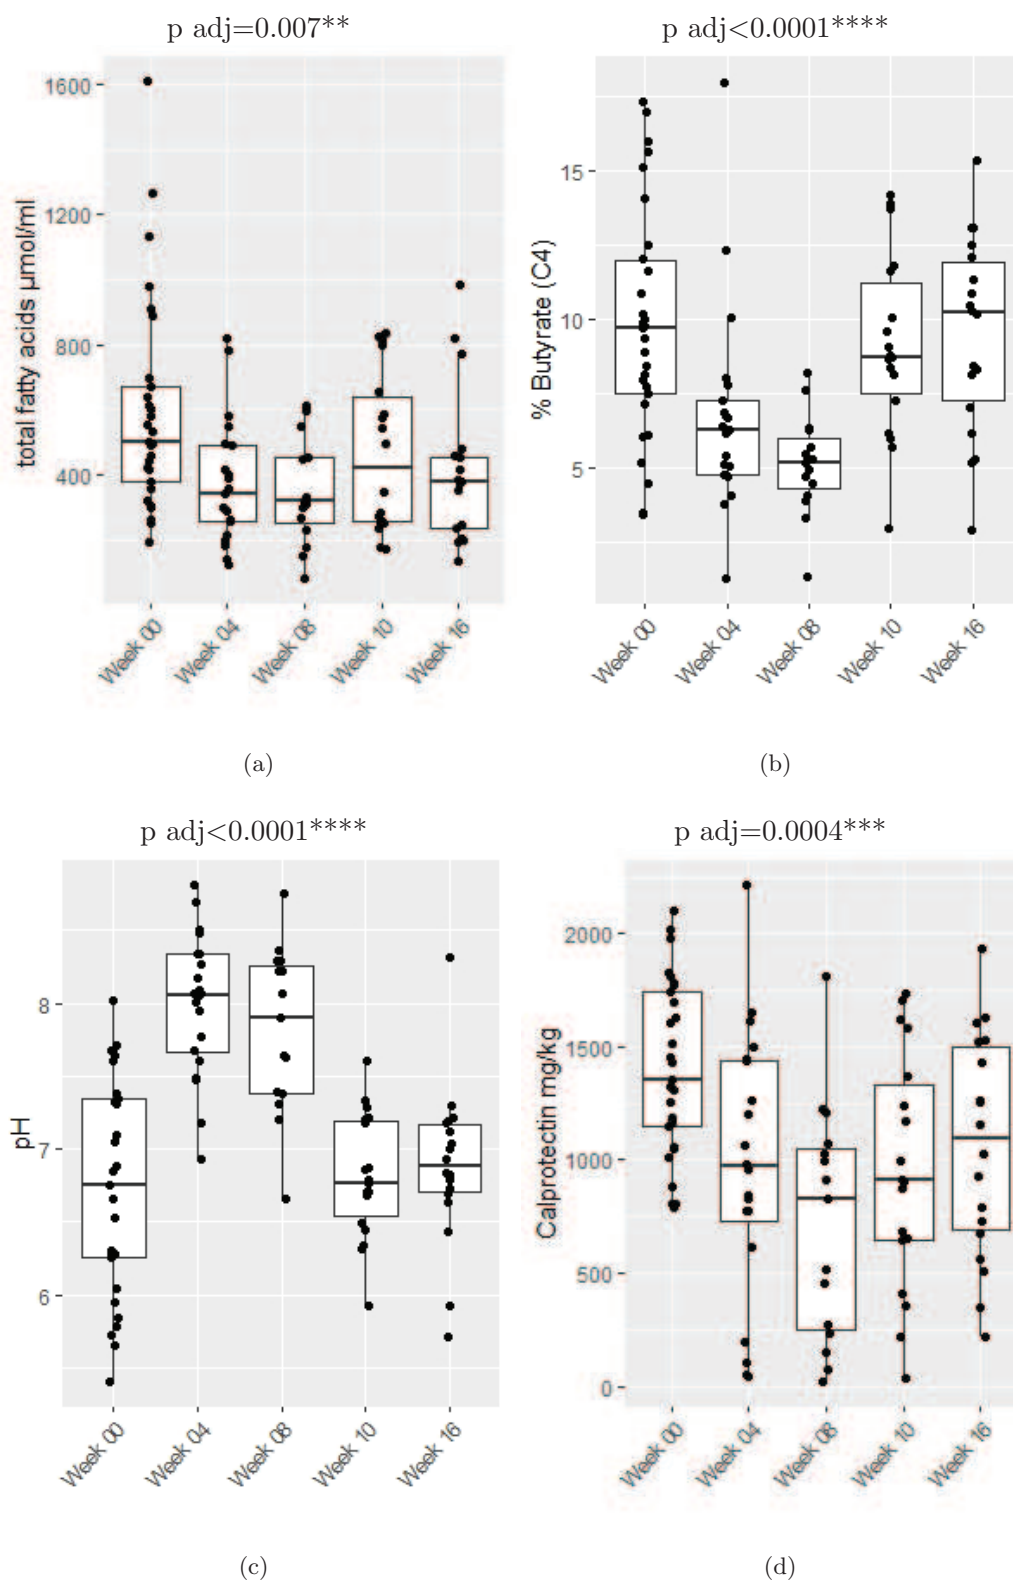 p adj=0.007**
total fatty acids µmol/ml
1600
1200
800
400
Week 00
Week 04
Week 08
Week 10
Week 16
(a)
p adj<0.0001****
% Butyrate (C4)
15
10
5
Week 00
Week 04
Week 08
Week 10
Week 16
(b)
p adj<0.0001****
pH
8
7
6
Week 00
Week 04
Week 08
Week 10
Week 16
(c)
p adj=0.0004***
Calprotectin mg/kg
2000
1500
1000
500
0
Week 00
Week 04
Week 08
Week 10
Week 16
(d)